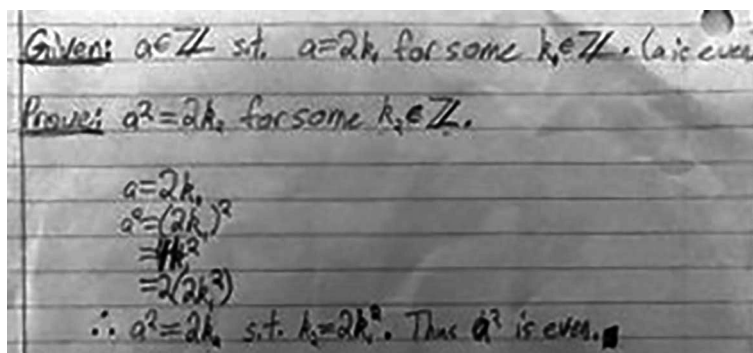 Given: a∈ℤ s.t. a=2k₁ for some k₁∈ℤ. (a is even
Prove: a²=2k₂ for some k₂∈ℤ.
a=2k₁
a²=(2k₁)²
=4k₁²
=2(2k₁²)
∴ a²=2k₂ s.t. k₂=2k₁². Thus a² is even.■